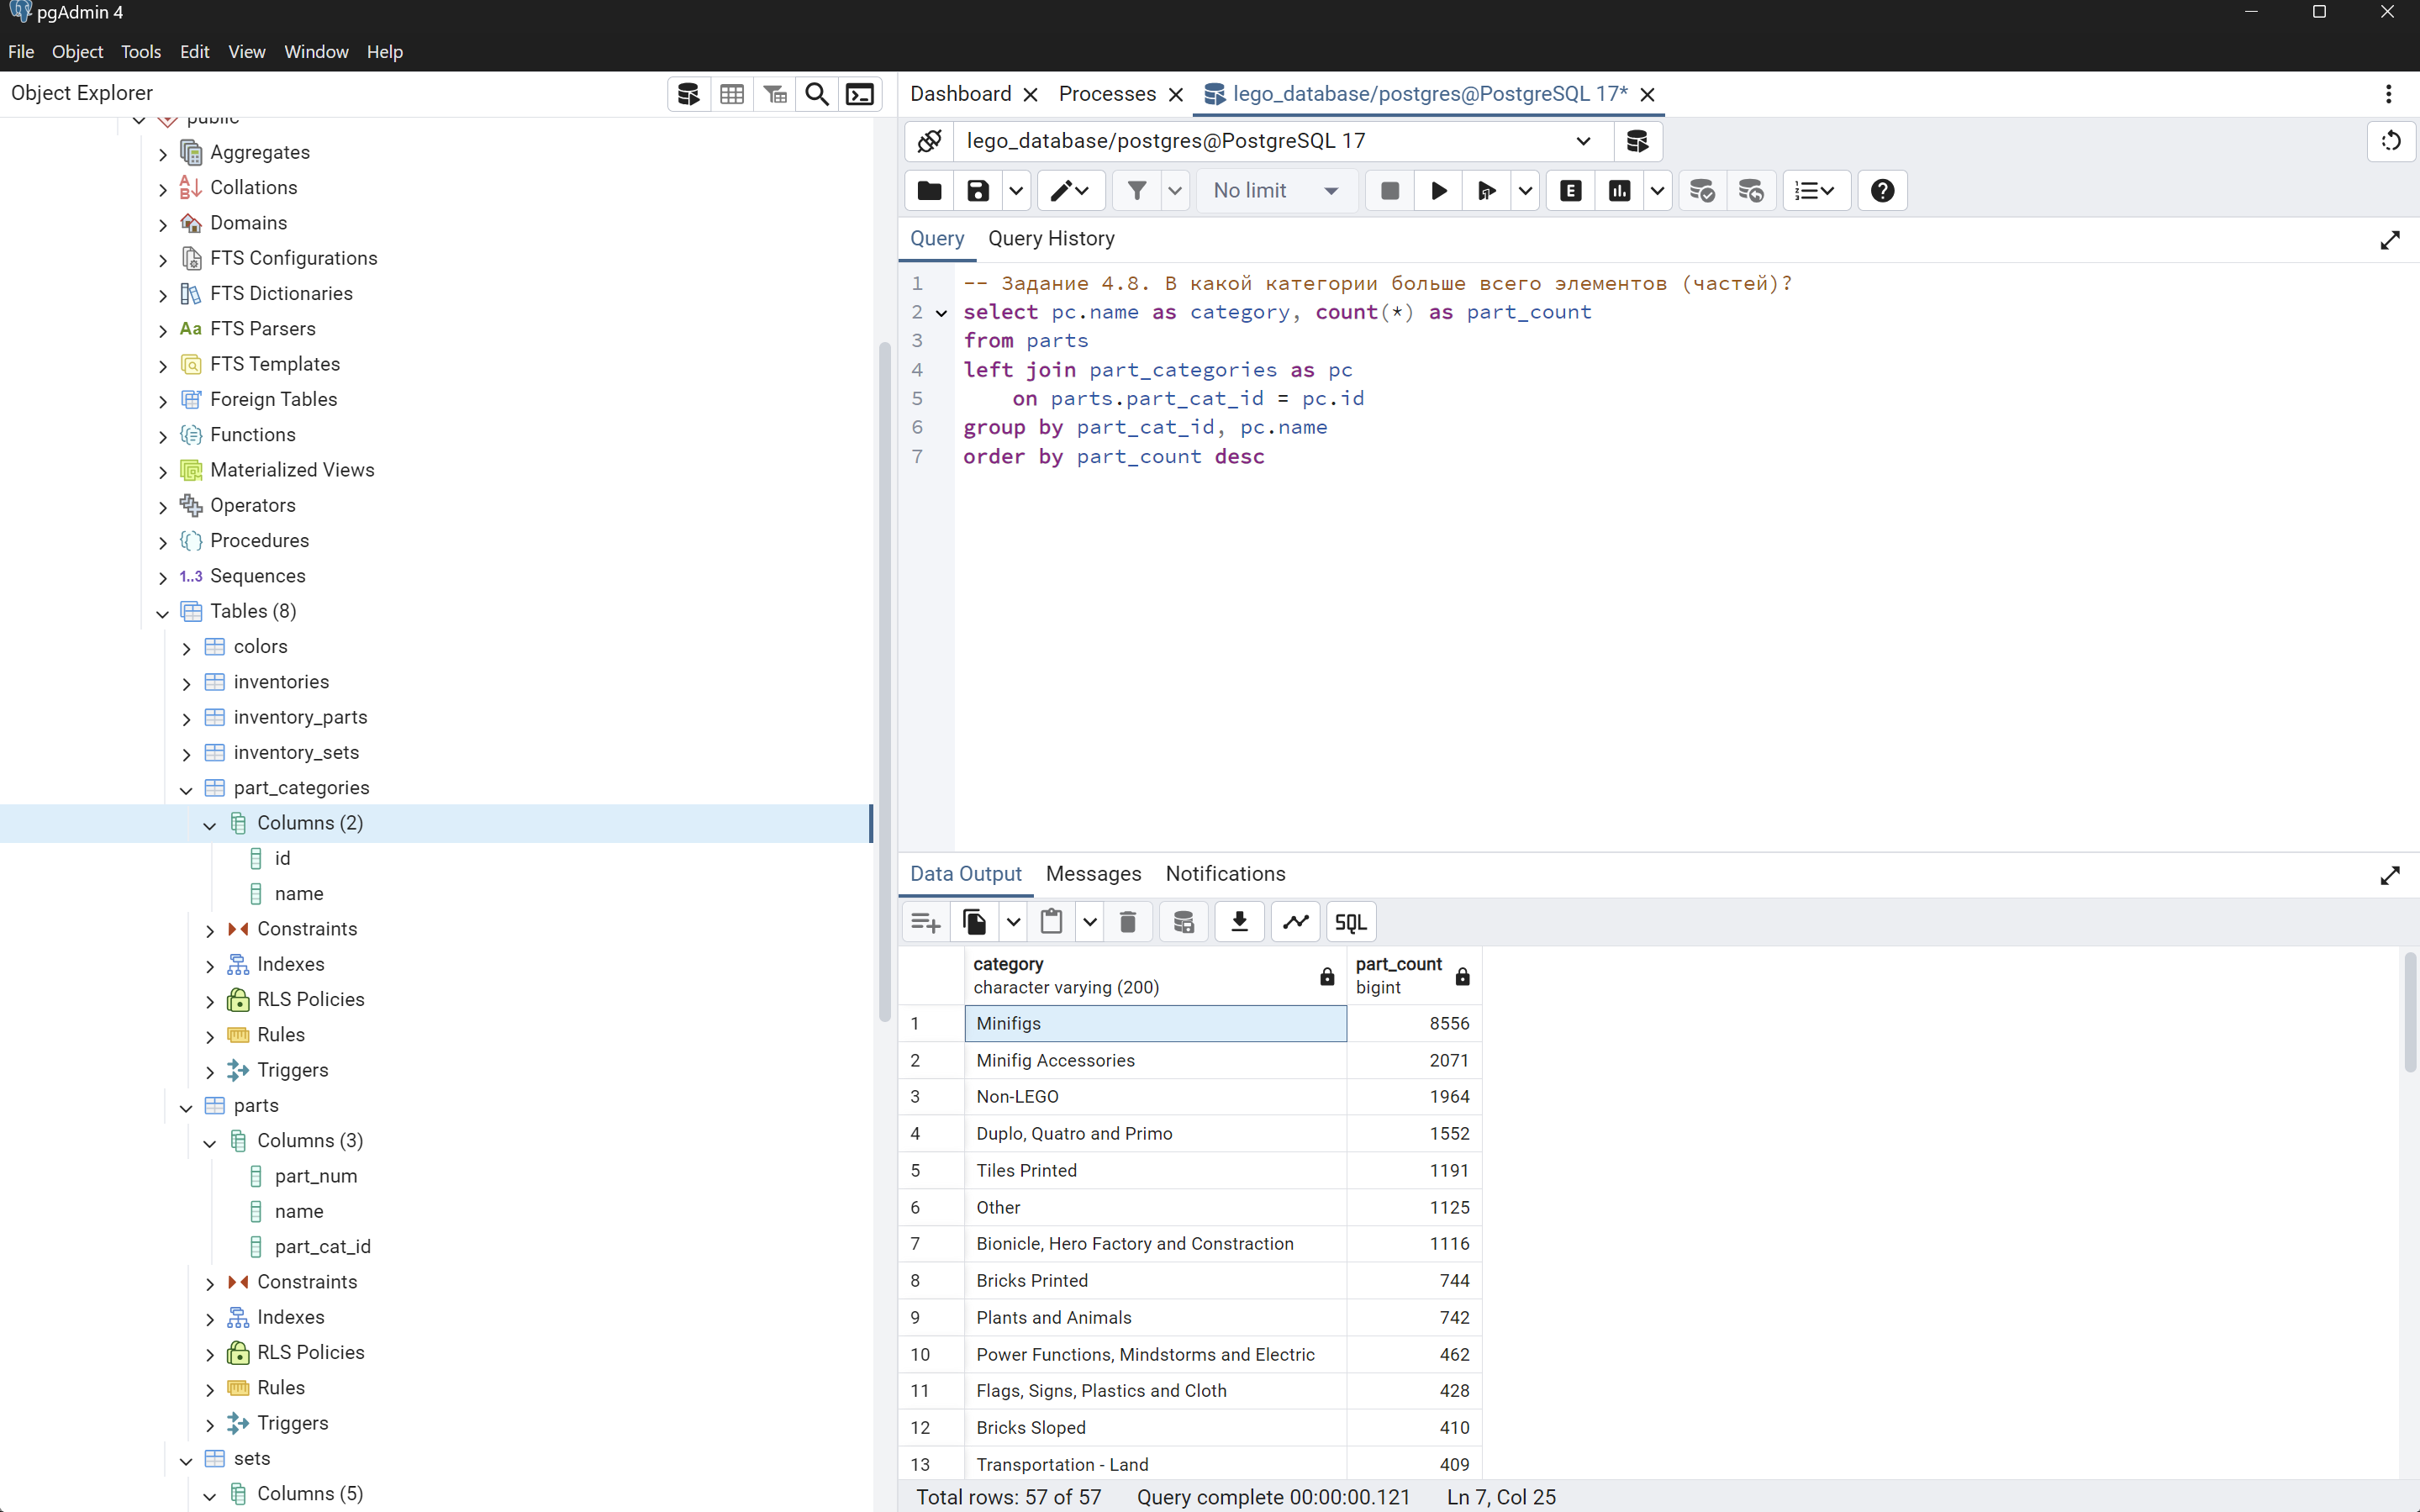 pgAdmin 4
File Object Tools Edit View Window Help
Object Explorer
public
Aggregates
Collations
Domains
FTS Configurations
FTS Dictionaries
Aa FTS Parsers
FTS Templates
Foreign Tables
Functions
Materialized Views
Operators
Procedures
1..3 Sequences
Tables (8)
colors
inventories
inventory_parts
inventory_sets
part_categories
Columns (2)
id
name
Constraints
Indexes
RLS Policies
Rules
Triggers
parts
Columns (3)
part_num
name
part_cat_id
Constraints
Indexes
RLS Policies
Rules
Triggers
sets
Columns (5)
Dashboard Processes lego_database/postgres@PostgreSQL 17*
lego_database/postgres@PostgreSQL 17
No limit E
Query Query History
1 -- Задание 4.8. В какой категории больше всего элементов (частей)?
2 select pc.name as category, count(*) as part_count
3 from parts
4 left join part_categories as pc
5 on parts.part_cat_id = pc.id
6 group by part_cat_id, pc.name
7 order by part_count desc
Data Output Messages Notifications
SQL
category part_count
character varying (200) bigint
1 Minifigs 8556
2 Minifig Accessories 2071
3 Non-LEGO 1964
4 Duplo, Quatro and Primo 1552
5 Tiles Printed 1191
6 Other 1125
7 Bionicle, Hero Factory and Constraction 1116
8 Bricks Printed 744
9 Plants and Animals 742
10 Power Functions, Mindstorms and Electric 462
11 Flags, Signs, Plastics and Cloth 428
12 Bricks Sloped 410
13 Transportation - Land 409
Total rows: 57 of 57 Query complete 00:00:00.121 Ln 7, Col 25